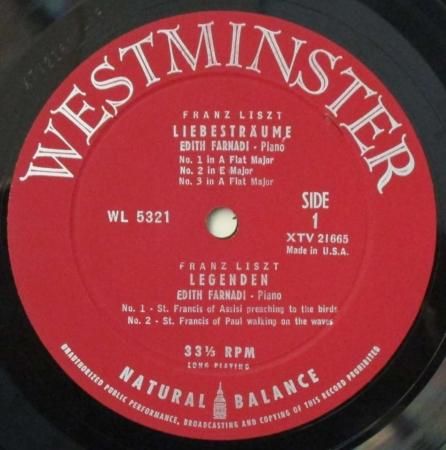 WESTMINSTER
FRANZ LISZT
LIEBESTRÄUME
EDITH FARNADI - Piano
No. 1 in A Flat Major
No. 2 in E Major
No. 3 in A Flat Major
WL 5321
SIDE
1
XTV 21665
Made in U.S.A.
FRANZ LISZT
LEGENDEN
EDITH FARNADI - Piano
No. 1 - St. Francis of Assisi preaching to the birds
No. 2 - St. Francis of Paul walking on the waves
33⅓ RPM
LONG PLAYING
NATURAL BALANCE
UNAUTHORIZED PUBLIC PERFORMANCE, BROADCASTING AND COPYING OF THIS RECORD PROHIBITED